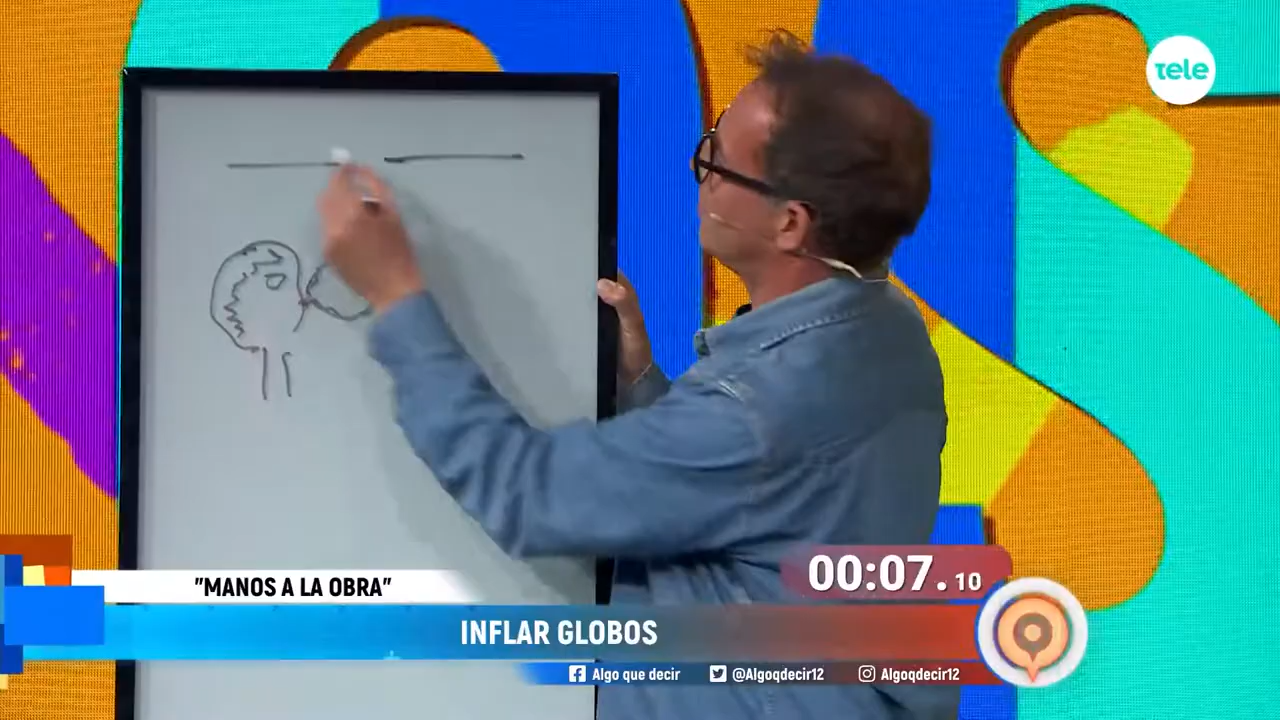 tele
"MANOS A LA OBRA"
00:07.10
INFLAR GLOBOS
Algo que decir
@Algoqdecir12
Algoqdecir12